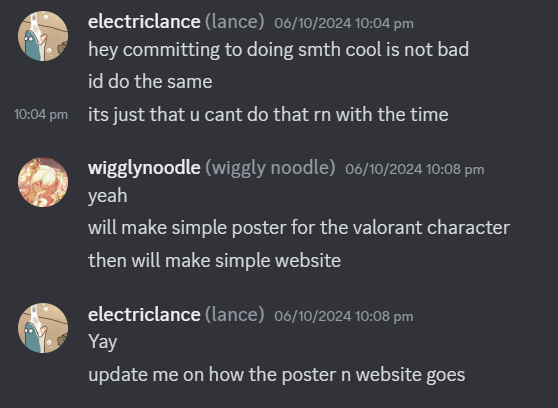 electriclance (lance) 06/10/2024 10:04 pm
hey committing to doing smth cool is not bad
id do the same
10:04 pm its just that u cant do that rn with the time
wigglynoodle (wiggly noodle) 06/10/2024 10:08 pm
yeah
will make simple poster for the valorant character
then will make simple website
electriclance (lance) 06/10/2024 10:08 pm
Yay
update me on how the poster n website goes